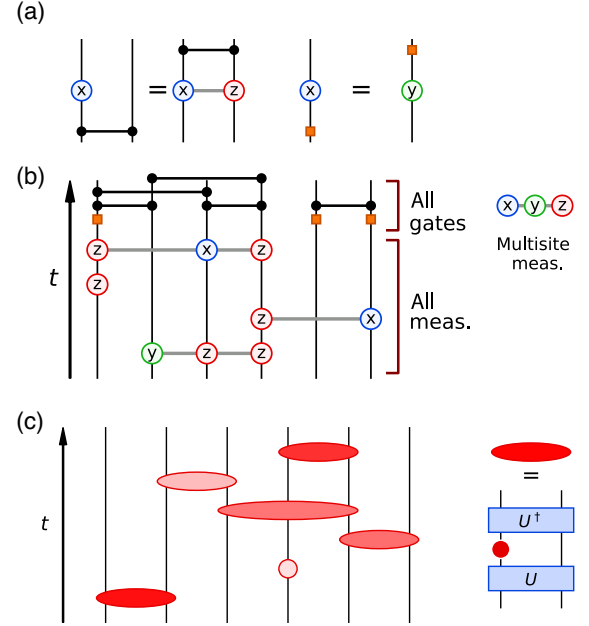 (a)
x = x z x = y
(b)
All gates
x y z
Multisite meas.
z x z
z
t
z x
All meas.
y z z
(c)
t
=
U†
U